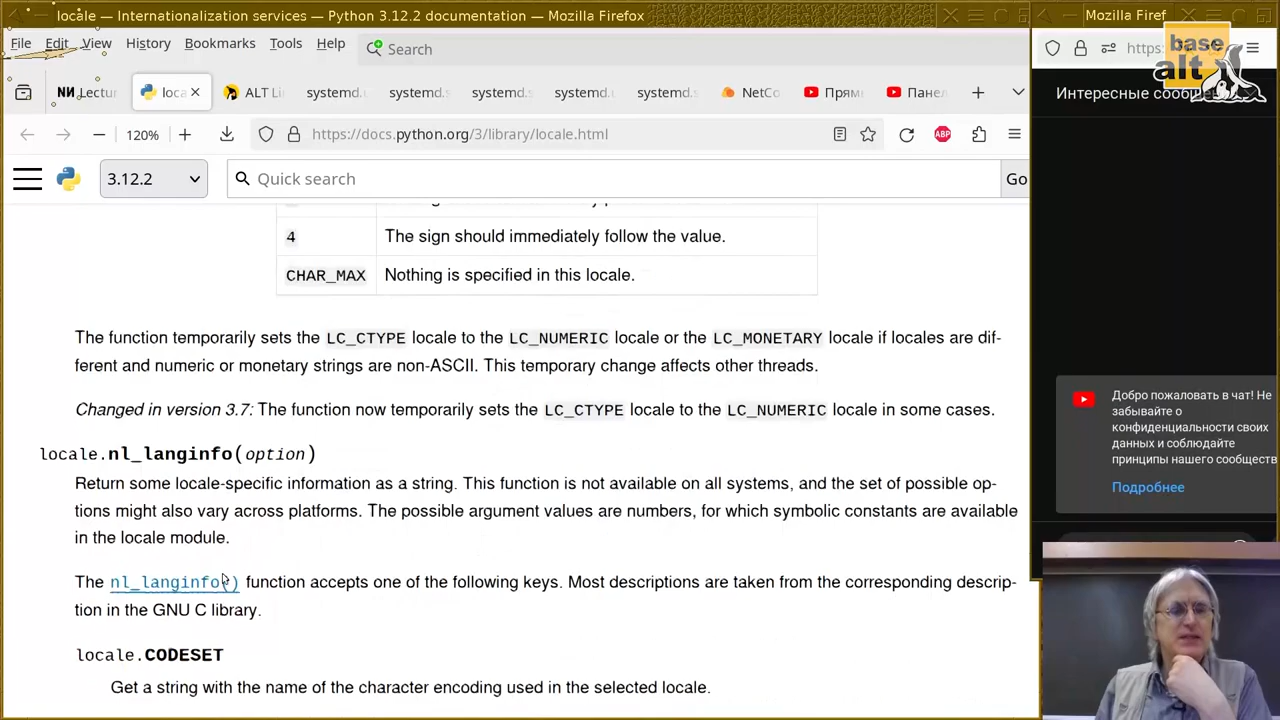 locale — Internationalization services — Python 3.12.2 documentation — Mozilla Firefox
Mozilla Firef
File Edit View History Bookmarks Tools Help
Search
https:
base
alt
ИИ Lectur
loca
ALT Li
systemd.
systemd.
systemd.s
systemd.
systemd.s
NetCo
Прям
Панел
Интересные сообще
120%
https://docs.python.org/3/library/locale.html
ABP
3.12.2
Quick search
Go
4
The sign should immediately follow the value.
CHAR_MAX
Nothing is specified in this locale.
The function temporarily sets the LC_CTYPE locale to the LC_NUMERIC locale or the LC_MONETARY locale if locales are dif-
ferent and numeric or monetary strings are non-ASCII. This temporary change affects other threads.
Changed in version 3.7: The function now temporarily sets the LC_CTYPE locale to the LC_NUMERIC locale in some cases.
locale.nl_langinfo(option)
Return some locale-specific information as a string. This function is not available on all systems, and the set of possible op-
tions might also vary across platforms. The possible argument values are numbers, for which symbolic constants are available
in the locale module.
The nl_langinfo() function accepts one of the following keys. Most descriptions are taken from the corresponding descrip-
tion in the GNU C library.
locale.CODESET
Get a string with the name of the character encoding used in the selected locale.
Добро пожаловать в чат! Не
забывайте о
конфиденциальности своих
данных и соблюдайте
принципы нашего сообществ
Подробнее